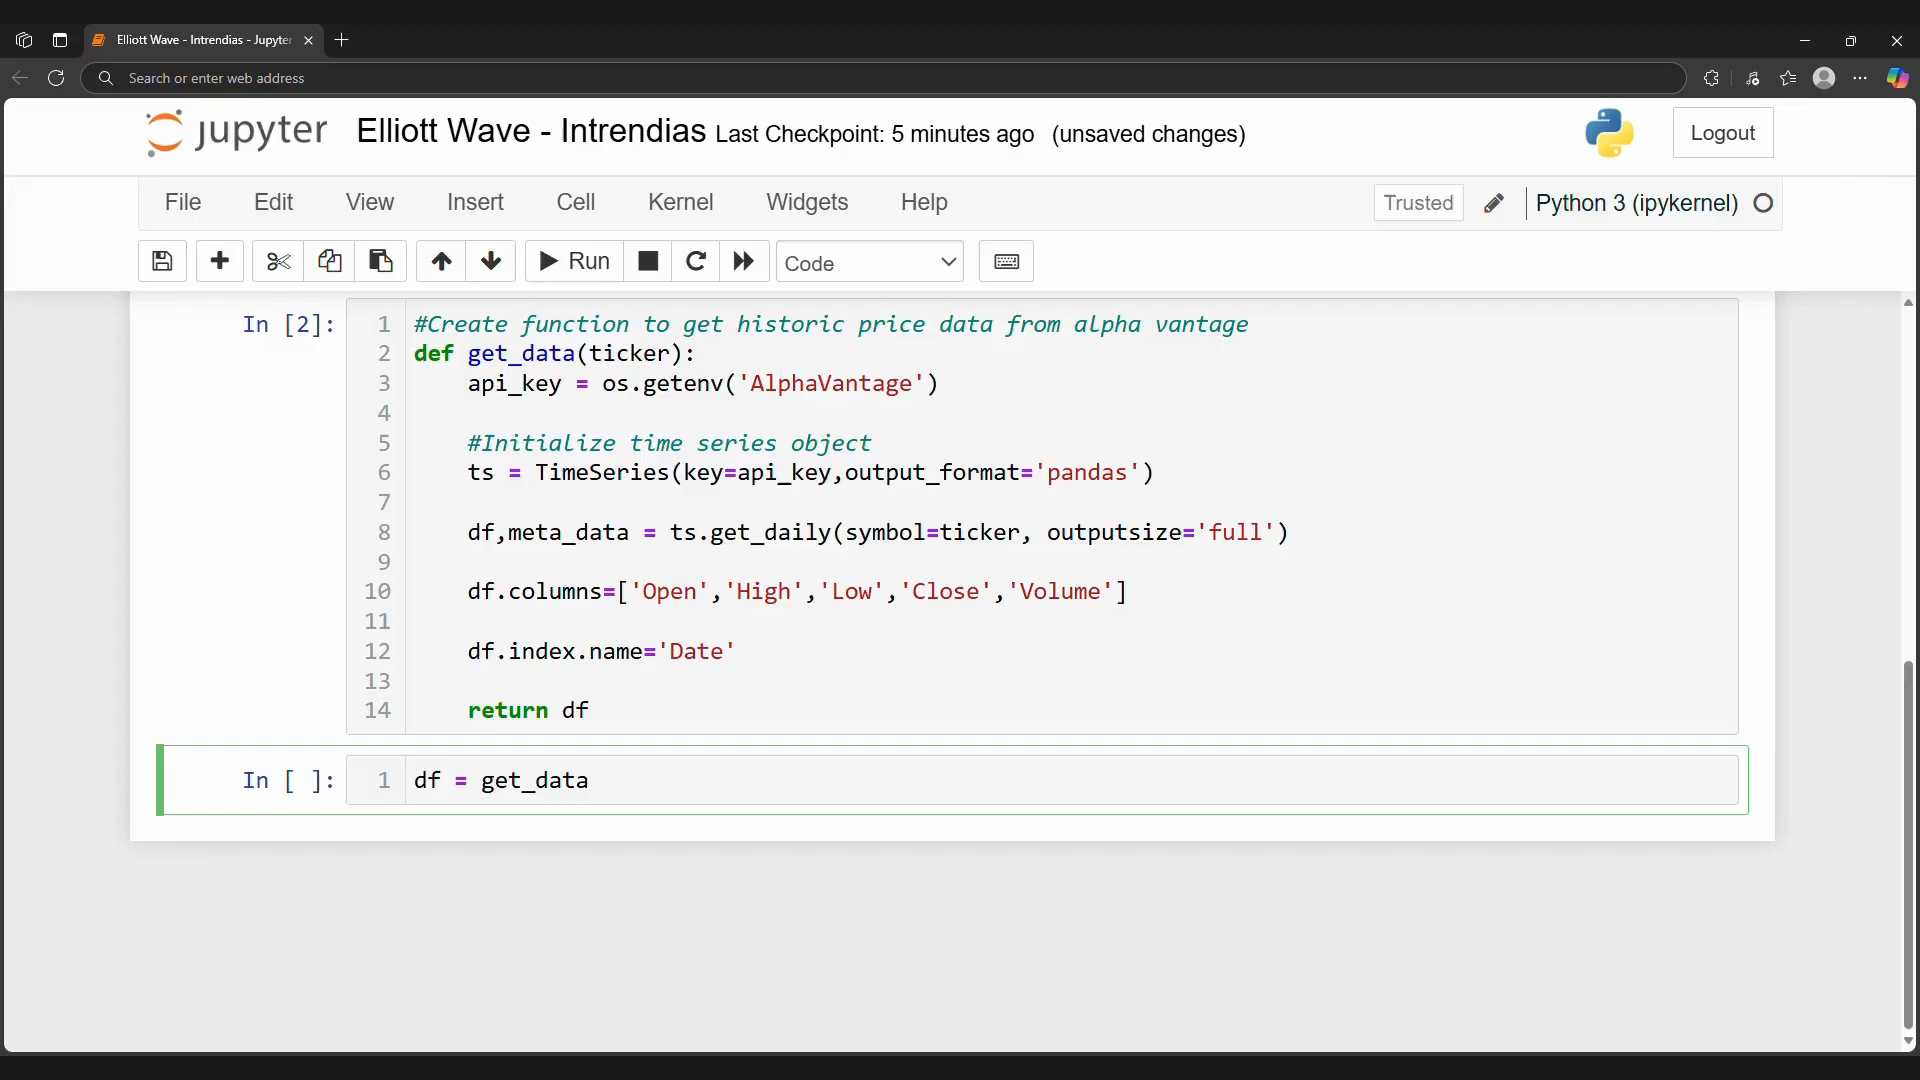 Elliott Wave - Intrendias - Jupyter
Search or enter web address
jupyter Elliott Wave - Intrendias Last Checkpoint: 5 minutes ago (unsaved changes) Logout
File Edit View Insert Cell Kernel Widgets Help Trusted Python 3 (ipykernel)
Run Code
In [2]:
1 #Create function to get historic price data from alpha vantage
2 def get_data(ticker):
3     api_key = os.getenv('AlphaVantage')
4
5     #Initialize time series object
6     ts = TimeSeries(key=api_key,output_format='pandas')
7
8     df,meta_data = ts.get_daily(symbol=ticker, outputsize='full')
9
10     df.columns=['Open','High','Low','Close','Volume']
11
12     df.index.name='Date'
13
14     return df
In [ ]:
1 df = get_data